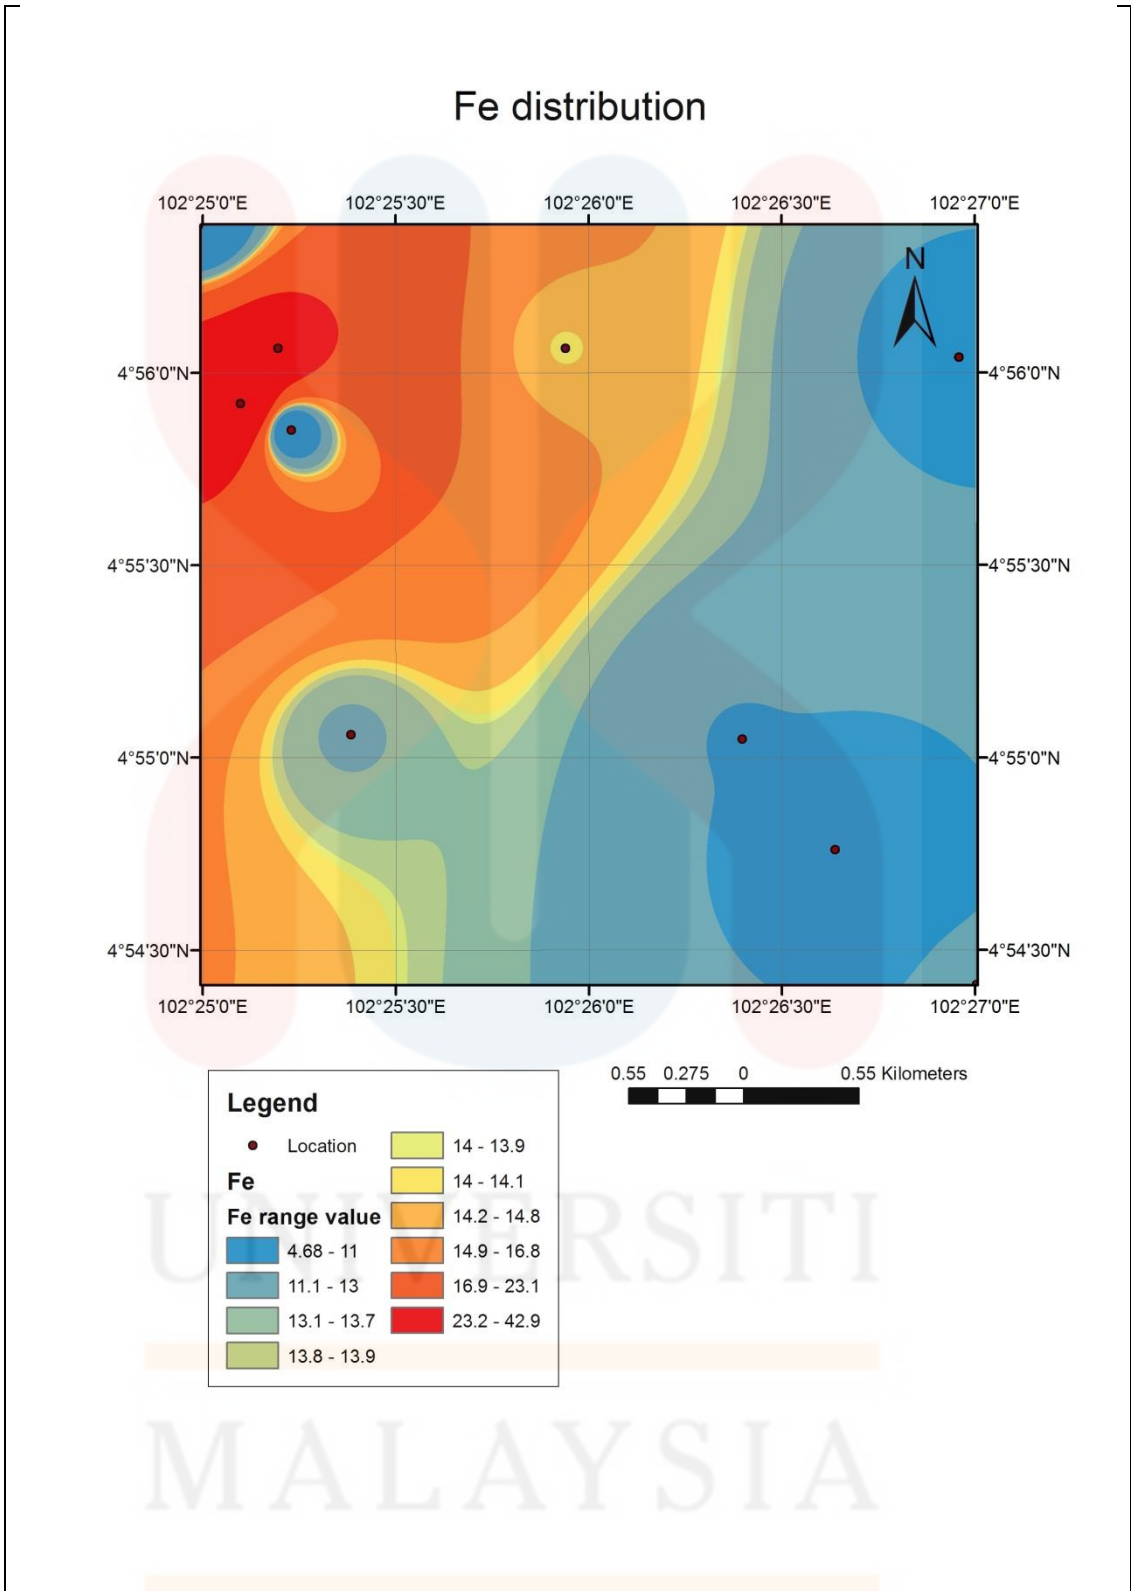 Fe distribution
102°25'0"E 102°25'30"E 102°26'0"E 102°26'30"E 102°27'0"E
N
4°56'0"N 4°56'0"N
4°55'30"N 4°55'30"N
4°55'0"N 4°55'0"N
4°54'30"N 4°54'30"N
102°25'0"E 102°25'30"E 102°26'0"E 102°26'30"E 102°27'0"E
0.55 0.275 0 0.55 Kilometers
Legend
Location
Fe
Fe range value
4.68 - 11
11.1 - 13
13.1 - 13.7
13.8 - 13.9
14 - 13.9
14 - 14.1
14.2 - 14.8
14.9 - 16.8
16.9 - 23.1
23.2 - 42.9
UNIVERSITI
MALAYSIA